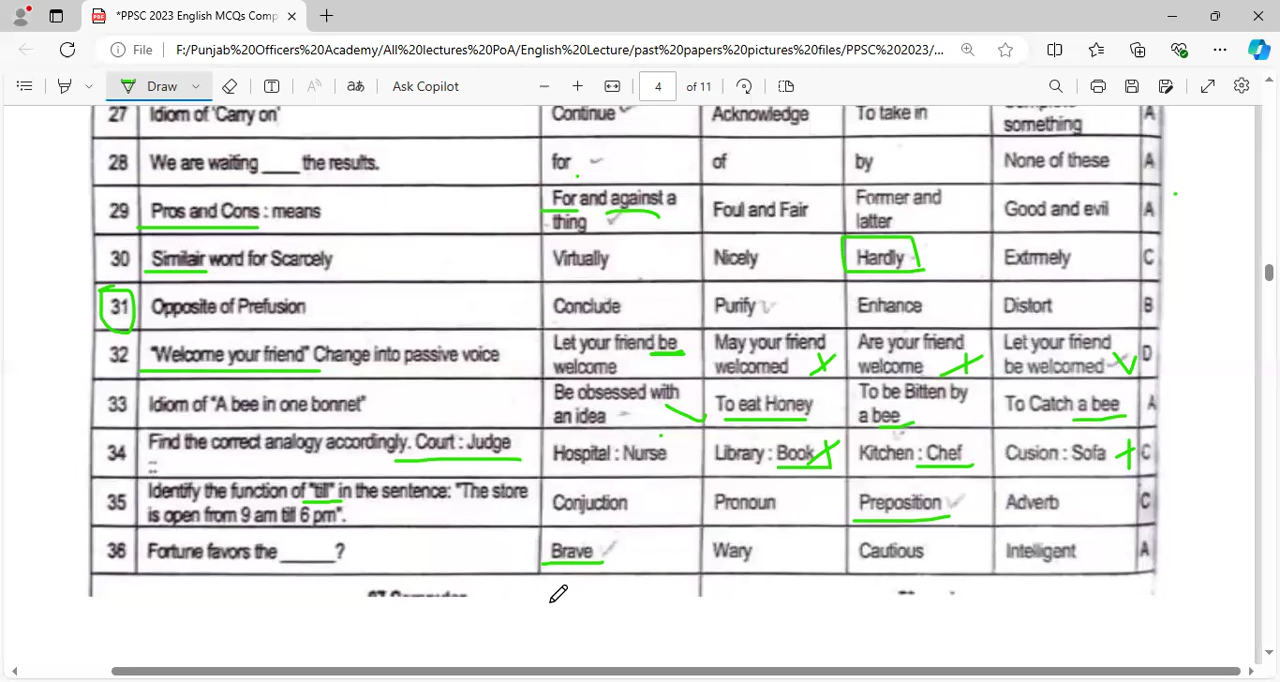 *PPSC 2023 English MCQs Comp
File
F:/Punjab%20Officers%20Academy/All%20lectures%20PoA/English%20Lecture/past%20papers%20pictures%20files/PPSC%202023/...
Draw
Ask Copilot
4
of 11
27 Idiom of 'Carry on' Continue Acknowledge To take in Complete something A
28 We are waiting ____ the results. for of by None of these A
29 Pros and Cons : means For and against a thing Foul and Fair Former and latter Good and evil A
30 Similair word for Scarcely Virtually Nicely Hardly Extrmely C
31 Opposite of Prefusion Conclude Purify Enhance Distort B
32 "Welcome your friend" Change into passive voice Let your friend be welcome May your friend welcomed Are your friend welcome Let your friend be welcomed D
33 Idiom of "A bee in one bonnet" Be obsessed with an idea To eat Honey To be Bitten by a bee To Catch a bee A
34 Find the correct analogy accordingly. Court : Judge :: Hospital : Nurse Library : Book Kitchen : Chef Cusion : Sofa C
35 Identify the function of "till" in the sentence: "The store is open from 9 am till 6 pm". Conjuction Pronoun Preposition Adverb C
36 Fortune favors the _____ ? Brave Wary Cautious Intelligent A